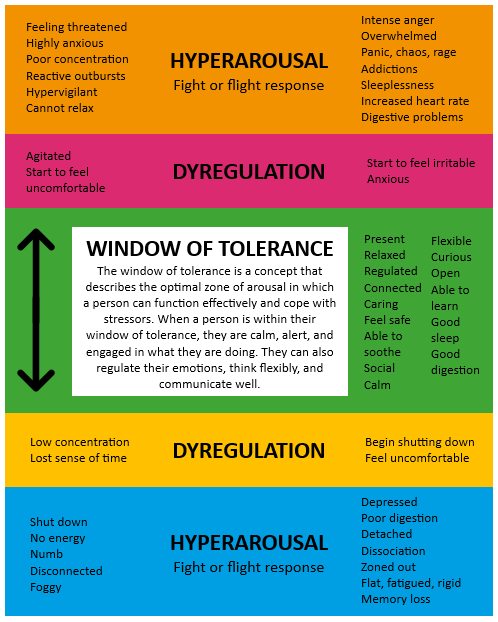 Feeling threatened
Highly anxious
Poor concentration
Reactive outbursts
Hypervigilant
Cannot relax
HYPERAROUSAL
Fight or flight response
Intense anger
Overwhelmed
Panic, chaos, rage
Addictions
Sleeplessness
Increased heart rate
Digestive problems
Agitated
Start to feel
uncomfortable
DYREGULATION
Start to feel irritable
Anxious
WINDOW OF TOLERANCE
The window of tolerance is a concept that
describes the optimal zone of arousal in which
a person can function effectively and cope with
stressors. When a person is within their
window of tolerance, they are calm, alert, and
engaged in what they are doing. They can also
regulate their emotions, think flexibly, and
communicate well.
Present
Relaxed
Regulated
Connected
Caring
Feel safe
Able to
soothe
Social
Calm
Flexible
Curious
Open
Able to
learn
Good
sleep
Good
digestion
Low concentration
Lost sense of time
DYREGULATION
Begin shutting down
Feel uncomfortable
Shut down
No energy
Numb
Disconnected
Foggy
HYPERAROUSAL
Fight or flight response
Depressed
Poor digestion
Detached
Dissociation
Zoned out
Flat, fatigued, rigid
Memory loss